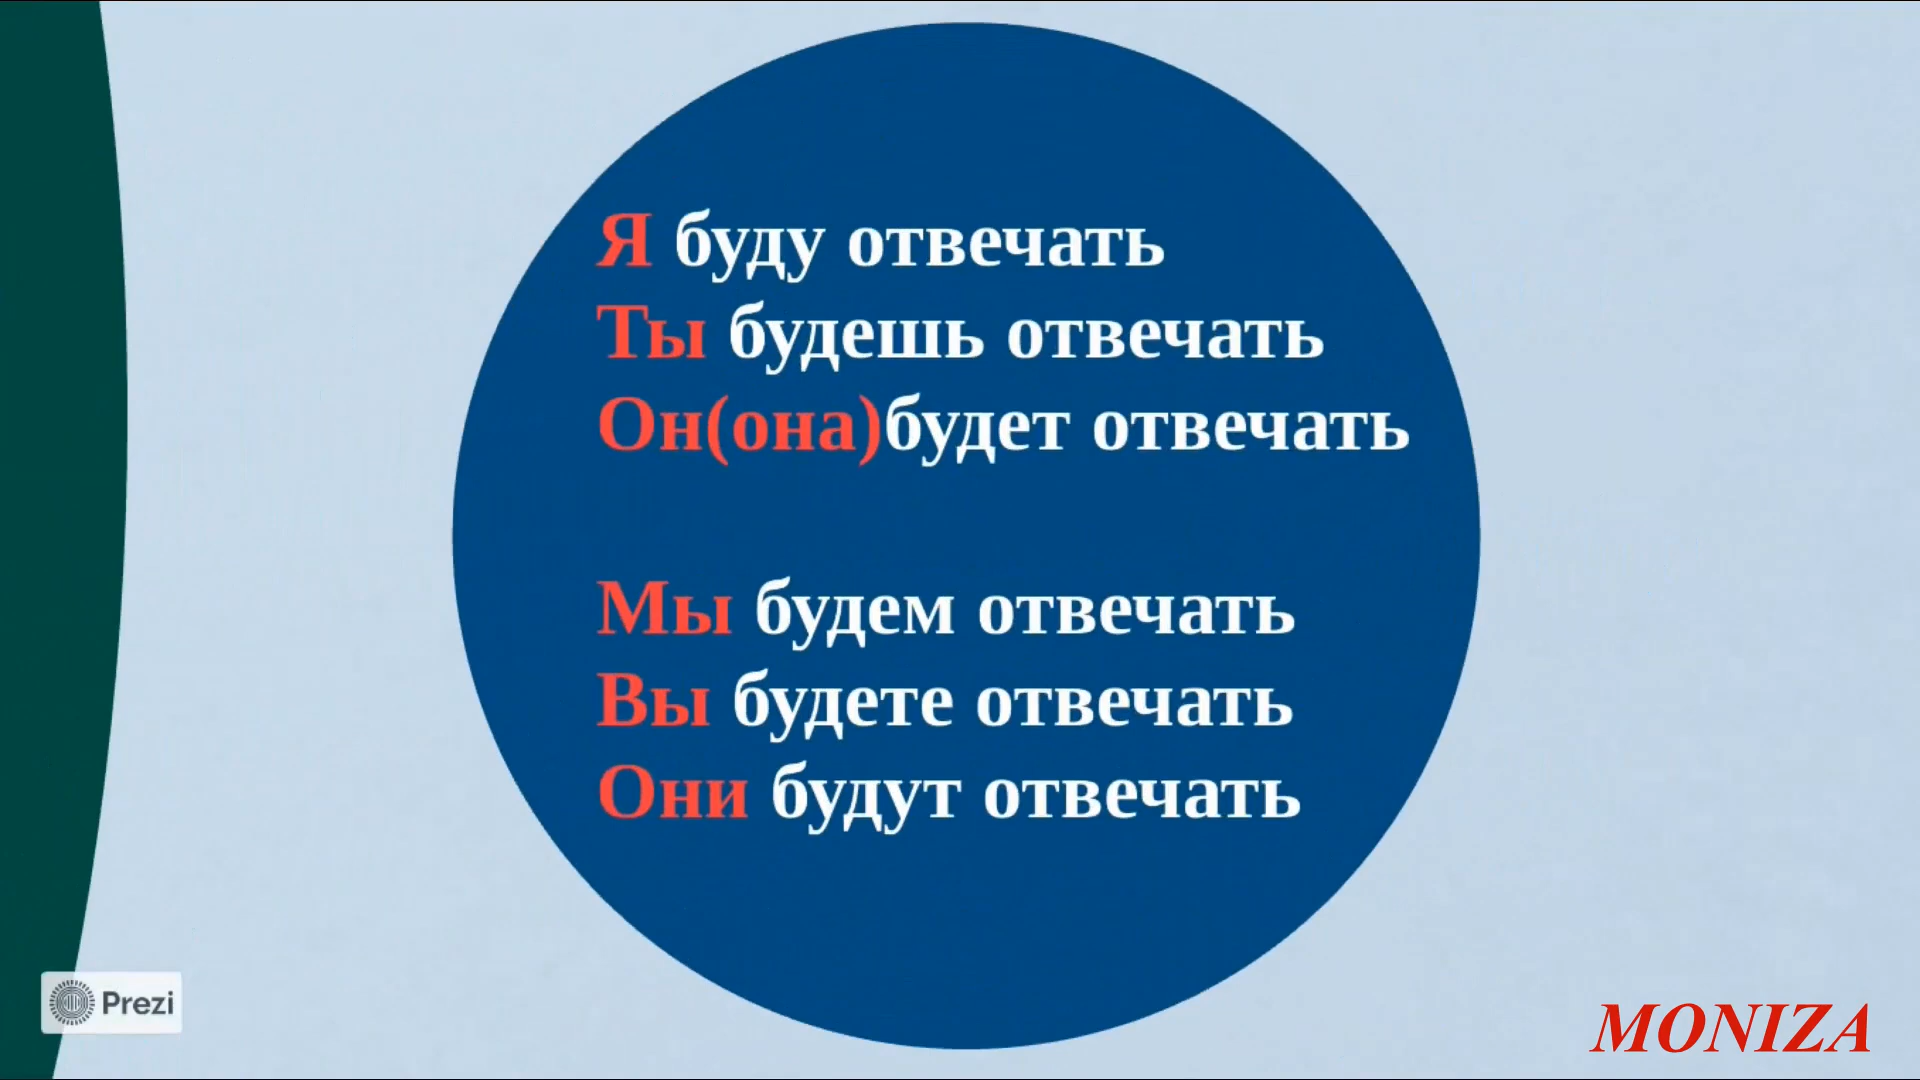 Я буду отвечать
Ты будешь отвечать
Он(она)будет отвечать
Мы будем отвечать
Вы будете отвечать
Они будут отвечать
Prezi
MONIZA